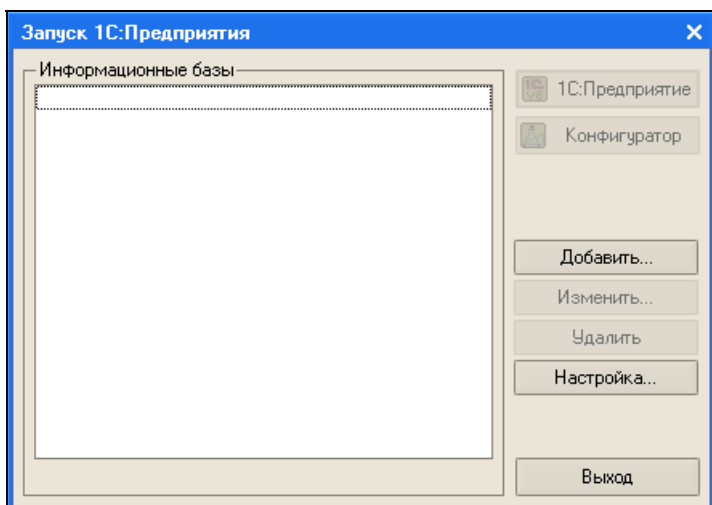 Запуск 1С:Предприятия
Информационные базы
1С:Предприятие
Конфигуратор
Добавить...
Изменить...
Удалить
Настройка...
Выход